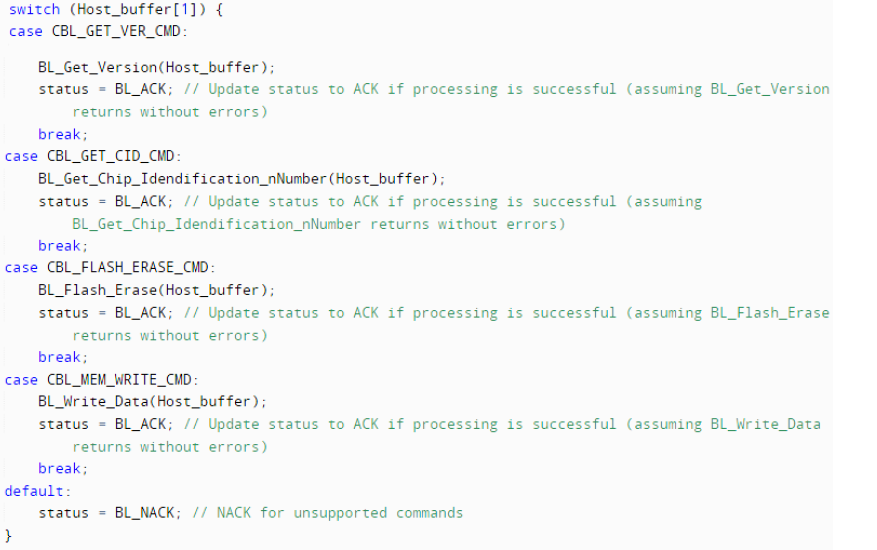 switch (Host_buffer[1]) {
case CBL_GET_VER_CMD:
BL_Get_Version(Host_buffer);
status = BL_ACK; // Update status to ACK if processing is successful (assuming BL_Get_Version
returns without errors)
break;
case CBL_GET_CID_CMD:
BL_Get_Chip_Idendification_nNumber(Host_buffer);
status = BL_ACK; // Update status to ACK if processing is successful (assuming
BL_Get_Chip_Idendification_nNumber returns without errors)
break;
case CBL_FLASH_ERASE_CMD:
BL_Flash_Erase(Host_buffer);
status = BL_ACK; // Update status to ACK if processing is successful (assuming BL_Flash_Erase
returns without errors)
break;
case CBL_MEM_WRITE_CMD:
BL_Write_Data(Host_buffer);
status = BL_ACK; // Update status to ACK if processing is successful (assuming BL_Write_Data
returns without errors)
break;
default:
status = BL_NACK; // NACK for unsupported commands
}